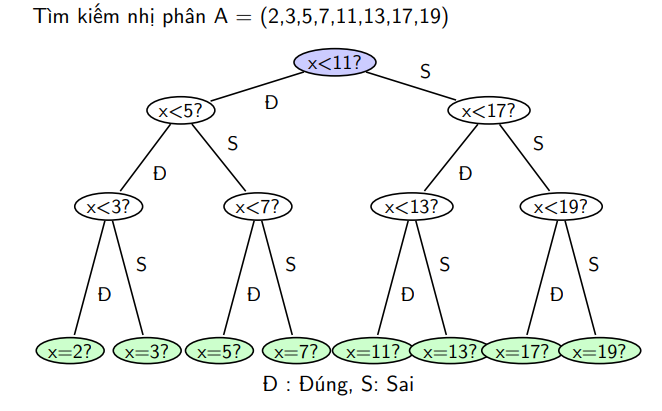 Tìm kiếm nhị phân A = (2,3,5,7,11,13,17,19)
x<11?
S
Đ
x<5?
x<17?
S
S
Đ
Đ
x<3?
x<7?
x<13?
x<19?
S
S
S
S
Đ
Đ
Đ
Đ
x=2?
x=3?
x=5?
x=7?
x=11?
x=13?
x=17?
x=19?
Đ : Đúng, S: Sai